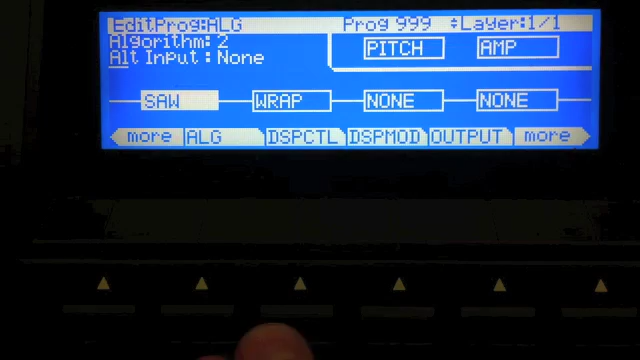 EditProg:ALG Prog 999 Layer:1/1
Algorithm: 2
Alt Input : None
PITCH AMP
SAW WRAP NONE NONE
more ALG DSPCTL DSPMOD OUTPUT more